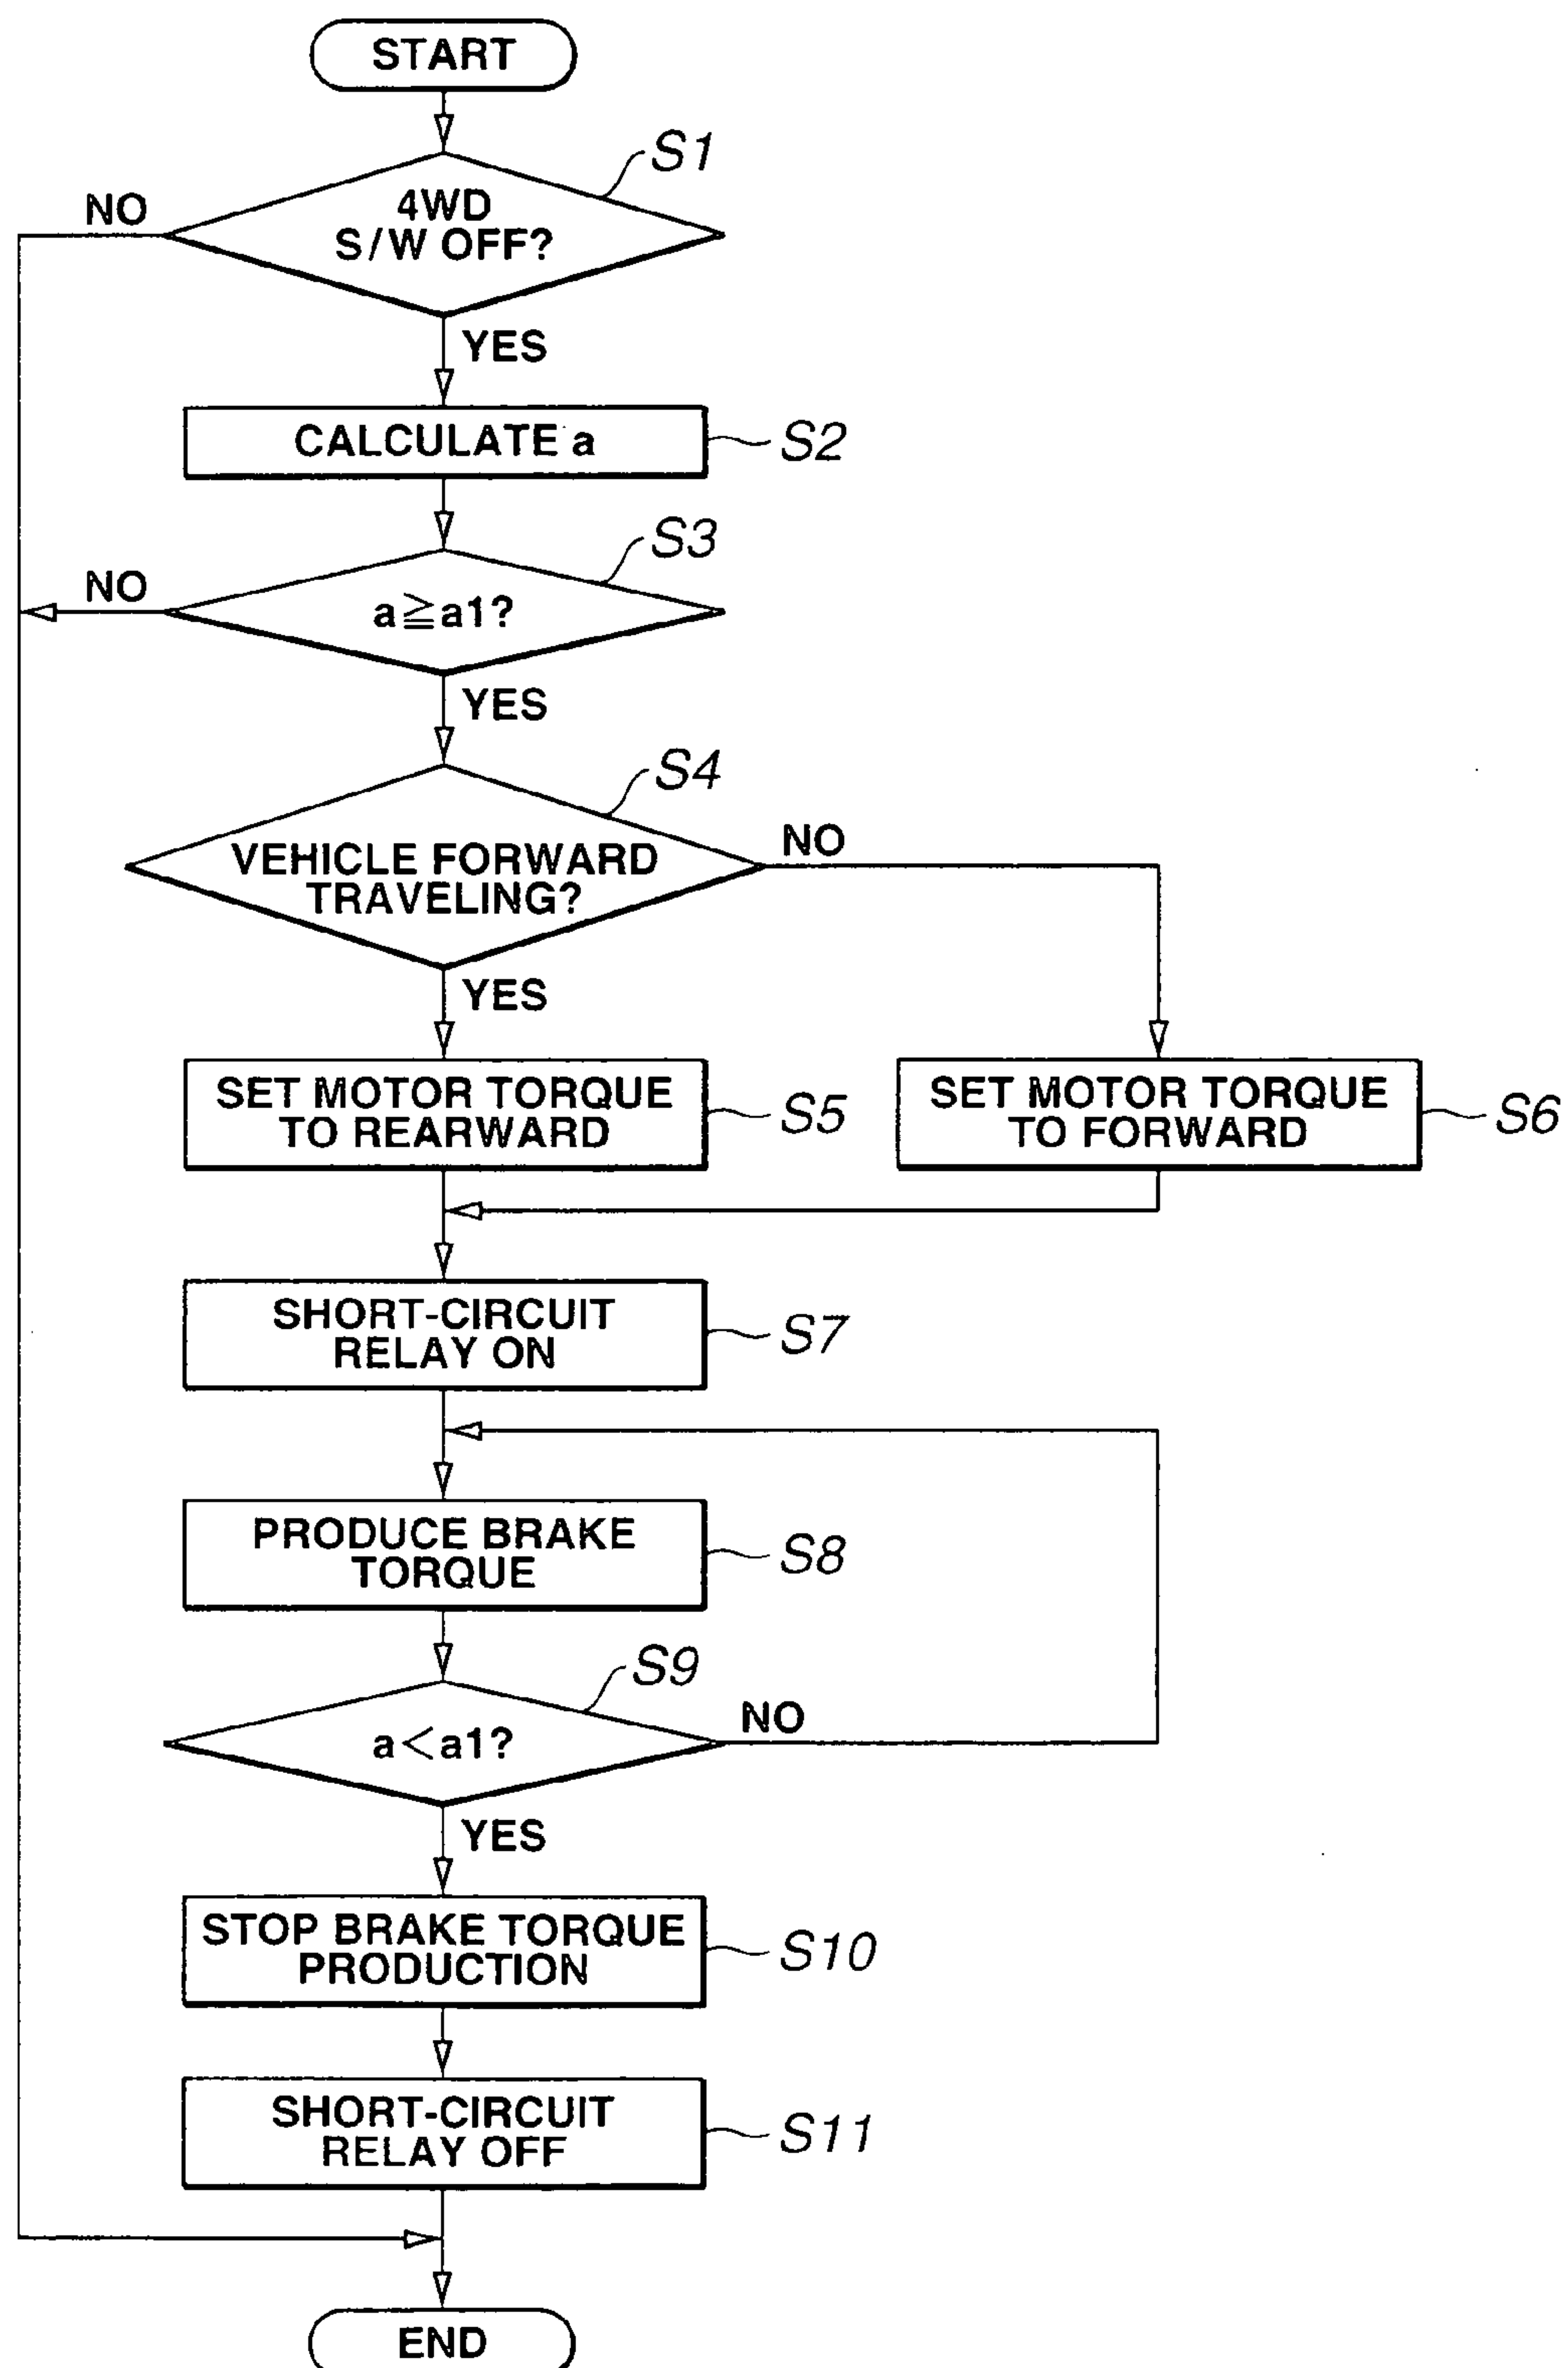 START
S1
NO
4WD
S/W OFF?
YES
CALCULATE a
S2
S3
NO
a≧a1?
YES
S4
NO
VEHICLE FORWARD
TRAVELING?
YES
SET MOTOR TORQUE
TO REARWARD
S5
SET MOTOR TORQUE
TO FORWARD
S6
SHORT-CIRCUIT
RELAY ON
S7
PRODUCE BRAKE
TORQUE
S8
S9
NO
a<a1?
YES
STOP BRAKE TORQUE
PRODUCTION
S10
SHORT-CIRCUIT
RELAY OFF
S11
END